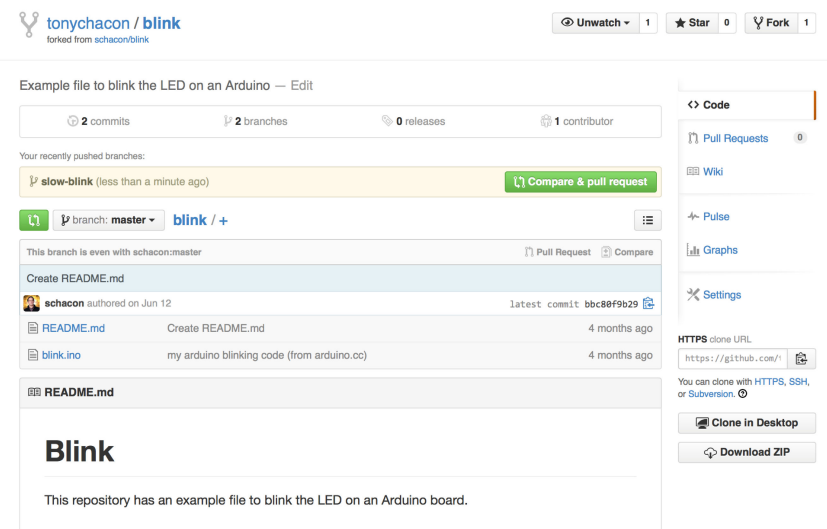 tonychacon / blink
forked from schacon/blink
Unwatch 1
Star 0
Fork 1
Example file to blink the LED on an Arduino — Edit
2 commits
2 branches
0 releases
1 contributor
Your recently pushed branches:
slow-blink (less than a minute ago)
Compare & pull request
branch: master
blink / +
This branch is even with schacon:master
Pull Request
Compare
Create README.md
schacon authored on Jun 12
latest commit bbc80f9b29
README.md Create README.md 4 months ago
blink.ino my arduino blinking code (from arduino.cc) 4 months ago
README.md
Blink
This repository has an example file to blink the LED on an Arduino board.
<> Code
Pull Requests 0
Wiki
Pulse
Graphs
Settings
HTTPS clone URL
https://github.com/
You can clone with HTTPS, SSH,
or Subversion.
Clone in Desktop
Download ZIP